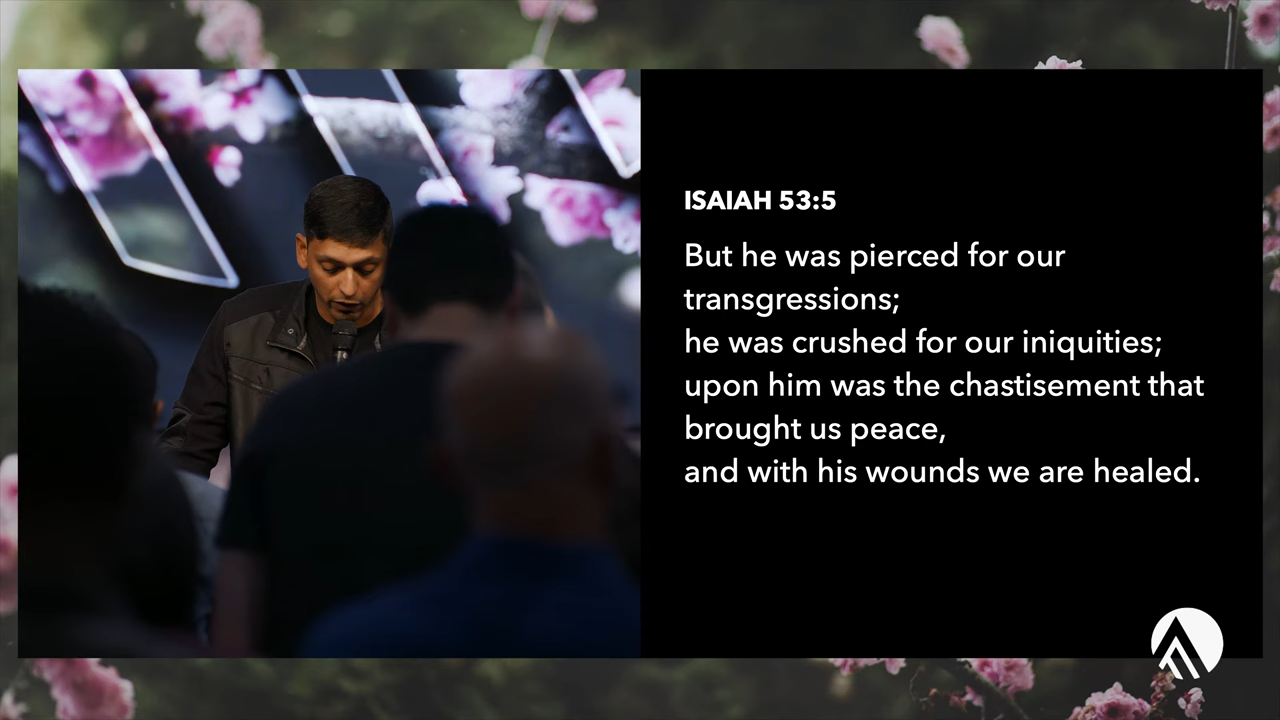 ISAIAH 53:5
But he was pierced for our
transgressions;
he was crushed for our iniquities;
upon him was the chastisement that
brought us peace,
and with his wounds we are healed.